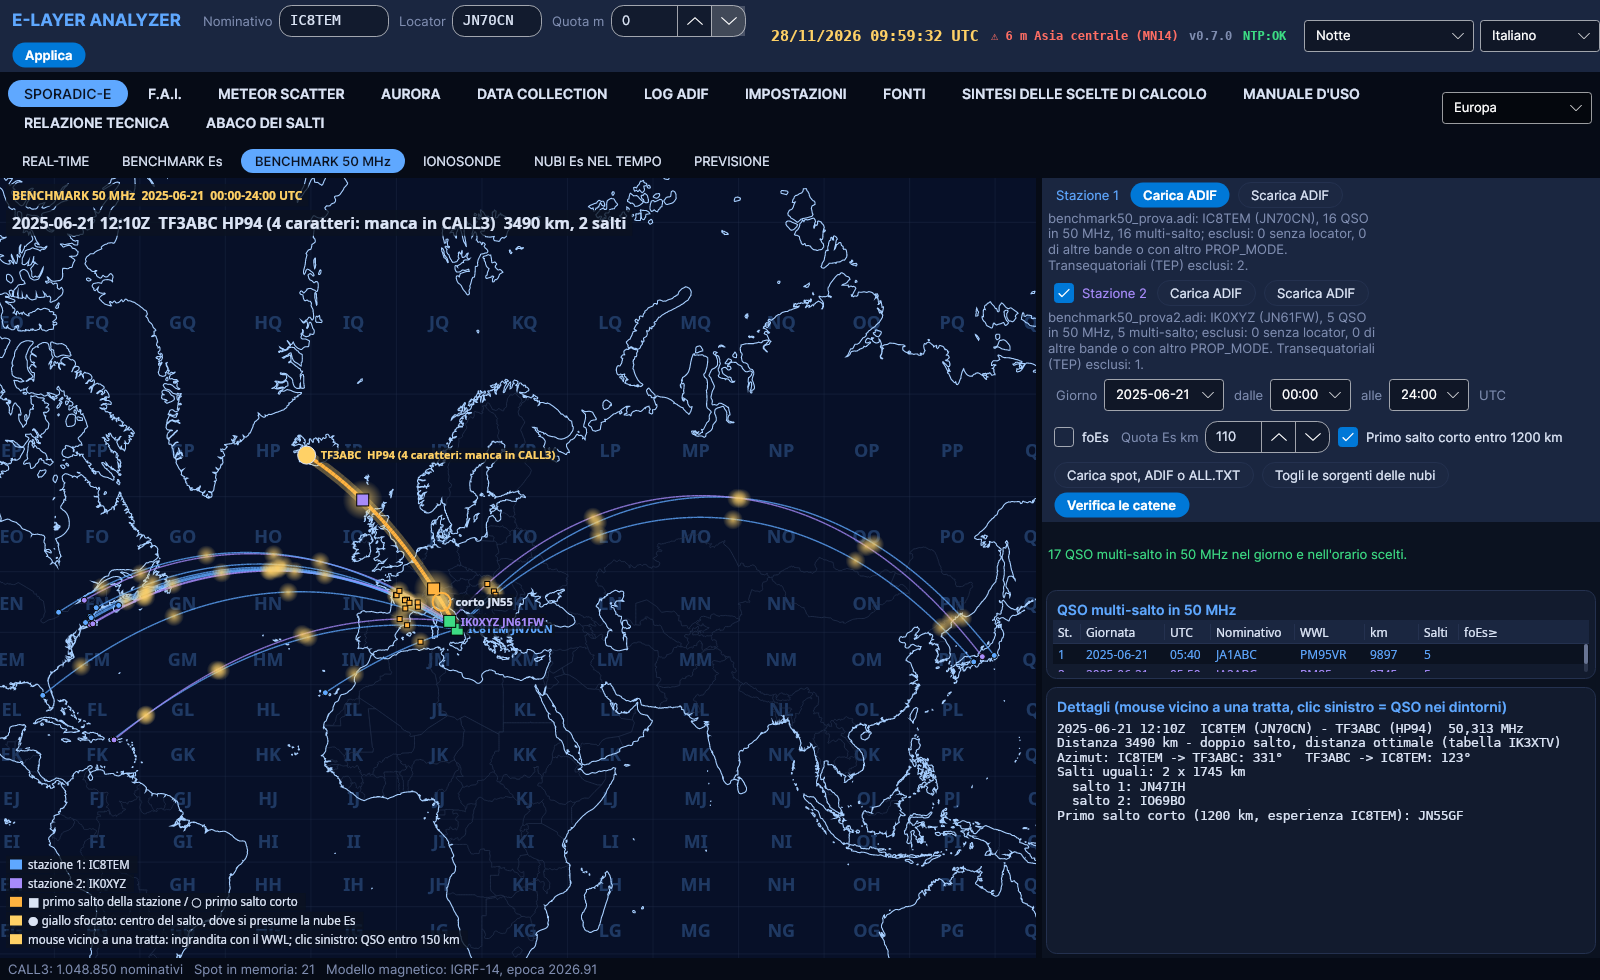 E-LAYER ANALYZER
Nominativo IC8TEM Locator JN70CN Quota m 0
28/11/2026 09:59:32 UTC ⚠ 6 m Asia centrale (MN14) v0.7.0 NTP:OK
Notte
Italiano
Applica
SPORADIC-E F.A.I. METEOR SCATTER AURORA DATA COLLECTION LOG ADIF IMPOSTAZIONI FONTI SINTESI DELLE SCELTE DI CALCOLO MANUALE D'USO
RELAZIONE TECNICA ABACO DEI SALTI
Europa
REAL-TIME BENCHMARK Es BENCHMARK 50 MHz IONOSONDE NUBI Es NEL TEMPO PREVISIONE
BENCHMARK 50 MHz 2025-06-21 00:00-24:00 UTC
2025-06-21 12:10Z TF3ABC HP94 (4 caratteri: manca in CALL3) 3490 km, 2 salti
FQ GQ HQ IQ JQ KQ LQ MQ NQ OQ PQ
FP GP HP LP MP NP OP PP
TF3ABC HP94 (4 caratteri: manca in CALL3)
EO FO GO HO LO MO NO OO PO
EN GN HN IN LN MN NN ON
corto JN55
IK0XYZ JN61FW
IC8TEM JN70CN
EM FM GM HM IM LM MM NM OM
EL FL GL HL IL JL KL LL ML NL OL PL
EK FK GK HK IK JK KK LK MK NK OK PK
EJ FJ GJ HJ IJ JJ KJ LJ MJ NJ OJ PJ
EI FI GI HI II JI KI LI MI NI OI PI
GH HH IH JH KH LH MH NH OH PH
KG LG MG NG OG PG
stazione 1: IC8TEM
stazione 2: IK0XYZ
primo salto della stazione / ○ primo salto corto
giallo sfocato: centro del salto, dove si presume la nube Es
mouse vicino a una tratta: ingrandita con il WWL; clic sinistro: QSO entro 150 km
Stazione 1 Carica ADIF Scarica ADIF
benchmark50_prova.adi: IC8TEM (JN70CN), 16 QSO
in 50 MHz, 16 multi-salto; esclusi: 0 senza locator, 0
di altre bande o con altro PROP_MODE.
Transequatoriali (TEP) esclusi: 2.
Stazione 2 Carica ADIF Scarica ADIF
benchmark50_prova2.adi: IK0XYZ (JN61FW), 5 QSO
in 50 MHz, 5 multi-salto; esclusi: 0 senza locator, 0 di
altre bande o con altro PROP_MODE. Transequatoriali
(TEP) esclusi: 1.
Giorno 2025-06-21 dalle 00:00 alle 24:00 UTC
foEs Quota Es km 110 Primo salto corto entro 1200 km
Carica spot, ADIF o ALL.TXT Togli le sorgenti delle nubi
Verifica le catene
17 QSO multi-salto in 50 MHz nel giorno e nell'orario scelti.
QSO multi-salto in 50 MHz
St. Giornata UTC Nominativo WWL km Salti foEs≥
1 2025-06-21 05:40 JA1ABC PM95VR 9897 5
Dettagli (mouse vicino a una tratta, clic sinistro = QSO nei dintorni)
2025-06-21 12:10Z IC8TEM (JN70CN) - TF3ABC (HP94) 50,313 MHz
Distanza 3490 km - doppio salto, distanza ottimale (tabella IK3XTV)
Azimut: IC8TEM -> TF3ABC: 331° TF3ABC -> IC8TEM: 123°
Salti uguali: 2 x 1745 km
salto 1: JN47IH
salto 2: IO69BO
Primo salto corto (1200 km, esperienza IC8TEM): JN55GF
CALL3: 1.048.850 nominativi Spot in memoria: 21 Modello magnetico: IGRF-14, epoca 2026.91